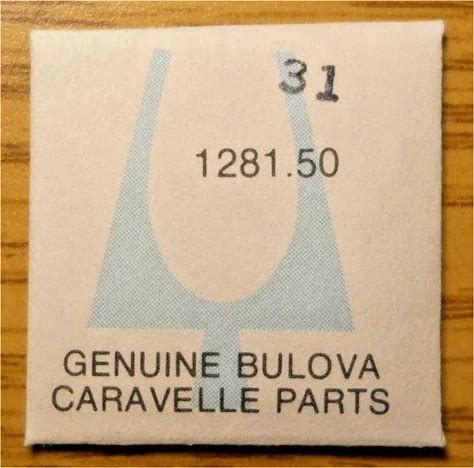 31
1281.50
GENUINE BULOVA
CARAVELLE PARTS